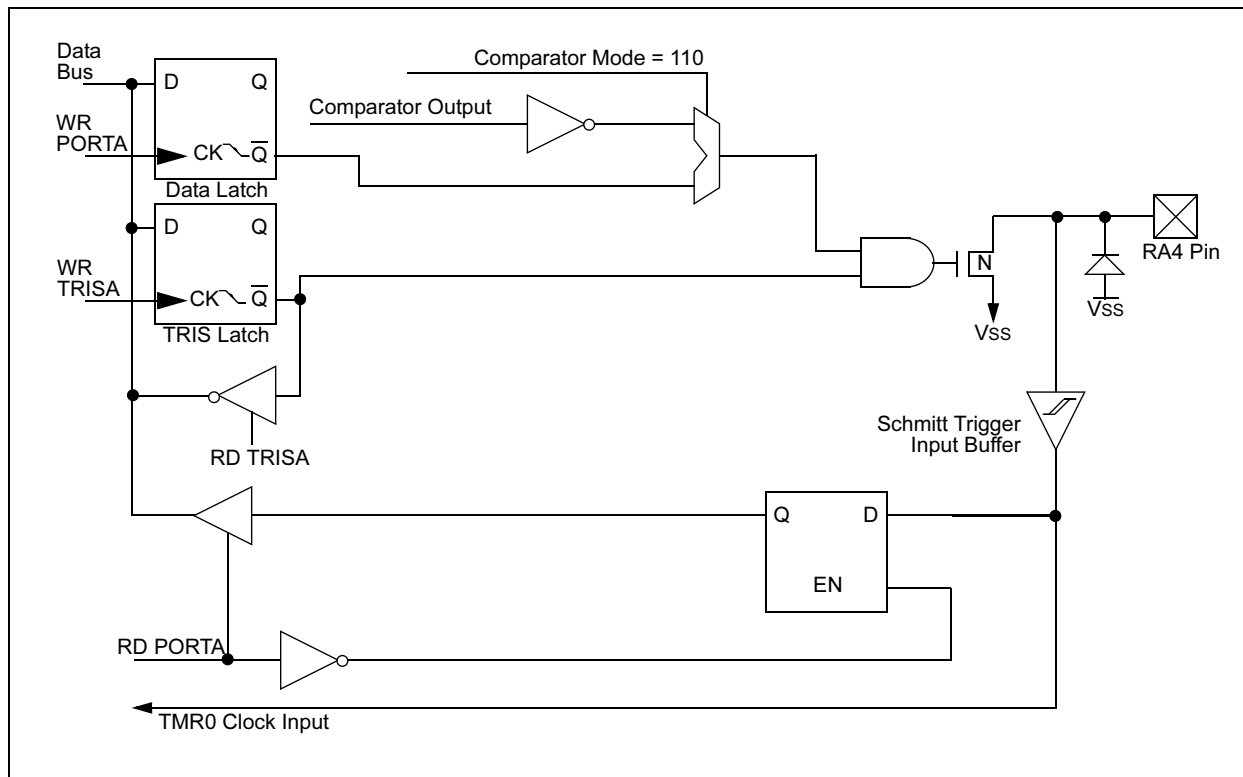 Data
Bus
D
Q
WR
PORTA
CK
Q̅
Data Latch
Comparator Mode = 110
Comparator Output
D
Q
WR
TRISA
CK
Q̅
TRIS Latch
N
VSS
VSS
RA4 Pin
RD TRISA
Schmitt Trigger
Input Buffer
Q
D
EN
RD PORTA
TMR0 Clock Input